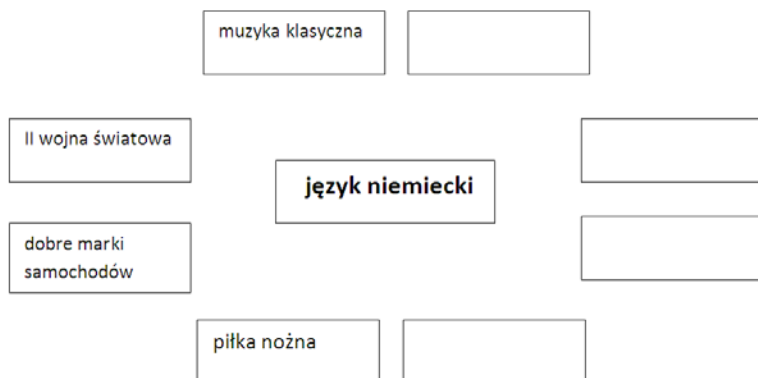 muzyka klasyczna
II wojna światowa
język niemiecki
dobre marki
samochodów
piłka nożna